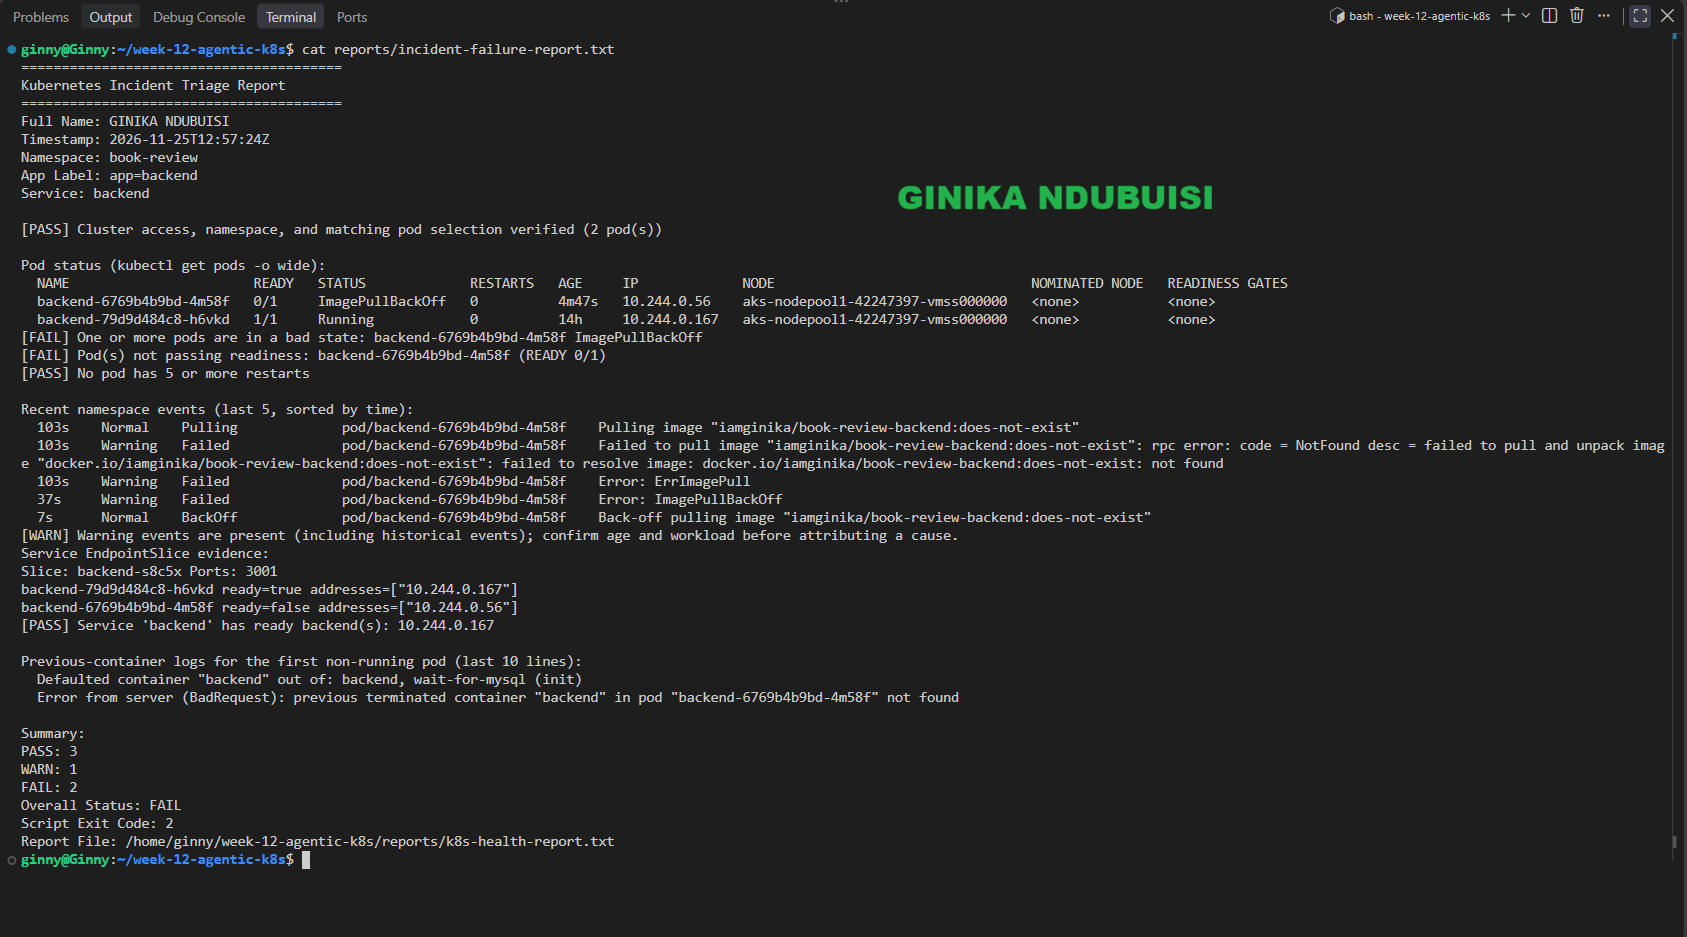 Problems Output Debug Console Terminal Ports bash - week-12-agentic-k8s
ginny@Ginny:~/week-12-agentic-k8s$ cat reports/incident-failure-report.txt
========================================
Kubernetes Incident Triage Report
========================================
Full Name: GINIKA NDUBUISI
Timestamp: 2026-11-25T12:57:24Z
Namespace: book-review
App Label: app=backend
Service: backend
GINIKA NDUBUISI
[PASS] Cluster access, namespace, and matching pod selection verified (2 pod(s))
Pod status (kubectl get pods -o wide):
NAME READY STATUS RESTARTS AGE IP NODE NOMINATED NODE READINESS GATES
backend-6769b4b9bd-4m58f 0/1 ImagePullBackOff 0 4m47s 10.244.0.56 aks-nodepool1-42247397-vmss000000 <none> <none>
backend-79d9d484c8-h6vkd 1/1 Running 0 14h 10.244.0.167 aks-nodepool1-42247397-vmss000000 <none> <none>
[FAIL] One or more pods are in a bad state: backend-6769b4b9bd-4m58f ImagePullBackOff
[FAIL] Pod(s) not passing readiness: backend-6769b4b9bd-4m58f (READY 0/1)
[PASS] No pod has 5 or more restarts
Recent namespace events (last 5, sorted by time):
103s Normal Pulling pod/backend-6769b4b9bd-4m58f Pulling image "iamginika/book-review-backend:does-not-exist"
103s Warning Failed pod/backend-6769b4b9bd-4m58f Failed to pull image "iamginika/book-review-backend:does-not-exist": rpc error: code = NotFound desc = failed to pull and unpack imag
e "docker.io/iamginika/book-review-backend:does-not-exist": failed to resolve image: docker.io/iamginika/book-review-backend:does-not-exist: not found
103s Warning Failed pod/backend-6769b4b9bd-4m58f Error: ErrImagePull
37s Warning Failed pod/backend-6769b4b9bd-4m58f Error: ImagePullBackOff
7s Normal BackOff pod/backend-6769b4b9bd-4m58f Back-off pulling image "iamginika/book-review-backend:does-not-exist"
[WARN] Warning events are present (including historical events); confirm age and workload before attributing a cause.
Service EndpointSlice evidence:
Slice: backend-s8c5x Ports: 3001
backend-79d9d484c8-h6vkd ready=true addresses=["10.244.0.167"]
backend-6769b4b9bd-4m58f ready=false addresses=["10.244.0.56"]
[PASS] Service 'backend' has ready backend(s): 10.244.0.167
Previous-container logs for the first non-running pod (last 10 lines):
Defaulted container "backend" out of: backend, wait-for-mysql (init)
Error from server (BadRequest): previous terminated container "backend" in pod "backend-6769b4b9bd-4m58f" not found
Summary:
PASS: 3
WARN: 1
FAIL: 2
Overall Status: FAIL
Script Exit Code: 2
Report File: /home/ginny/week-12-agentic-k8s/reports/k8s-health-report.txt
ginny@Ginny:~/week-12-agentic-k8s$